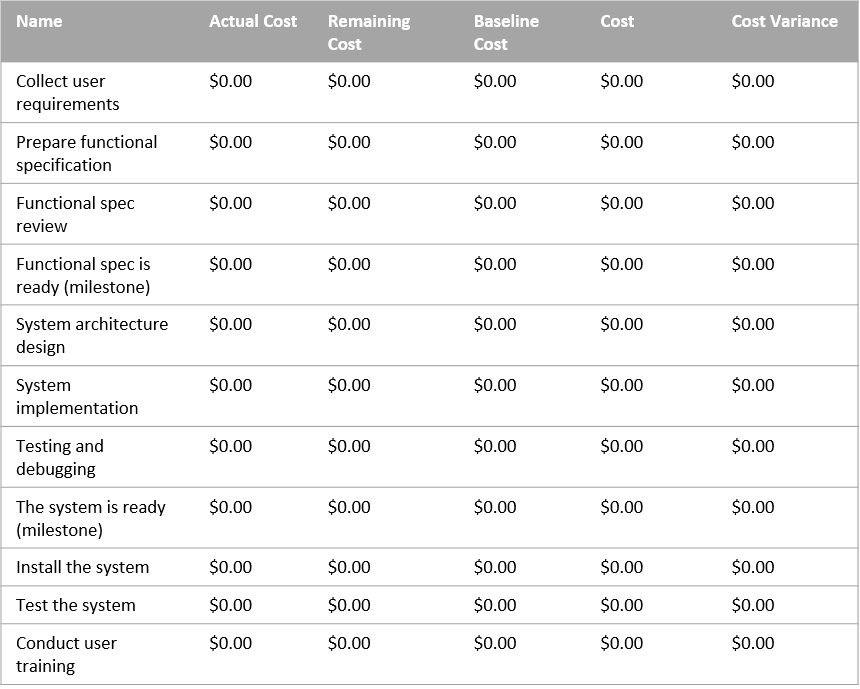 Name Actual Cost Remaining Cost Baseline Cost Cost Cost Variance
Collect user requirements $0.00 $0.00 $0.00 $0.00 $0.00
Prepare functional specification $0.00 $0.00 $0.00 $0.00 $0.00
Functional spec review $0.00 $0.00 $0.00 $0.00 $0.00
Functional spec is ready (milestone) $0.00 $0.00 $0.00 $0.00 $0.00
System architecture design $0.00 $0.00 $0.00 $0.00 $0.00
System implementation $0.00 $0.00 $0.00 $0.00 $0.00
Testing and debugging $0.00 $0.00 $0.00 $0.00 $0.00
The system is ready (milestone) $0.00 $0.00 $0.00 $0.00 $0.00
Install the system $0.00 $0.00 $0.00 $0.00 $0.00
Test the system $0.00 $0.00 $0.00 $0.00 $0.00
Conduct user training $0.00 $0.00 $0.00 $0.00 $0.00